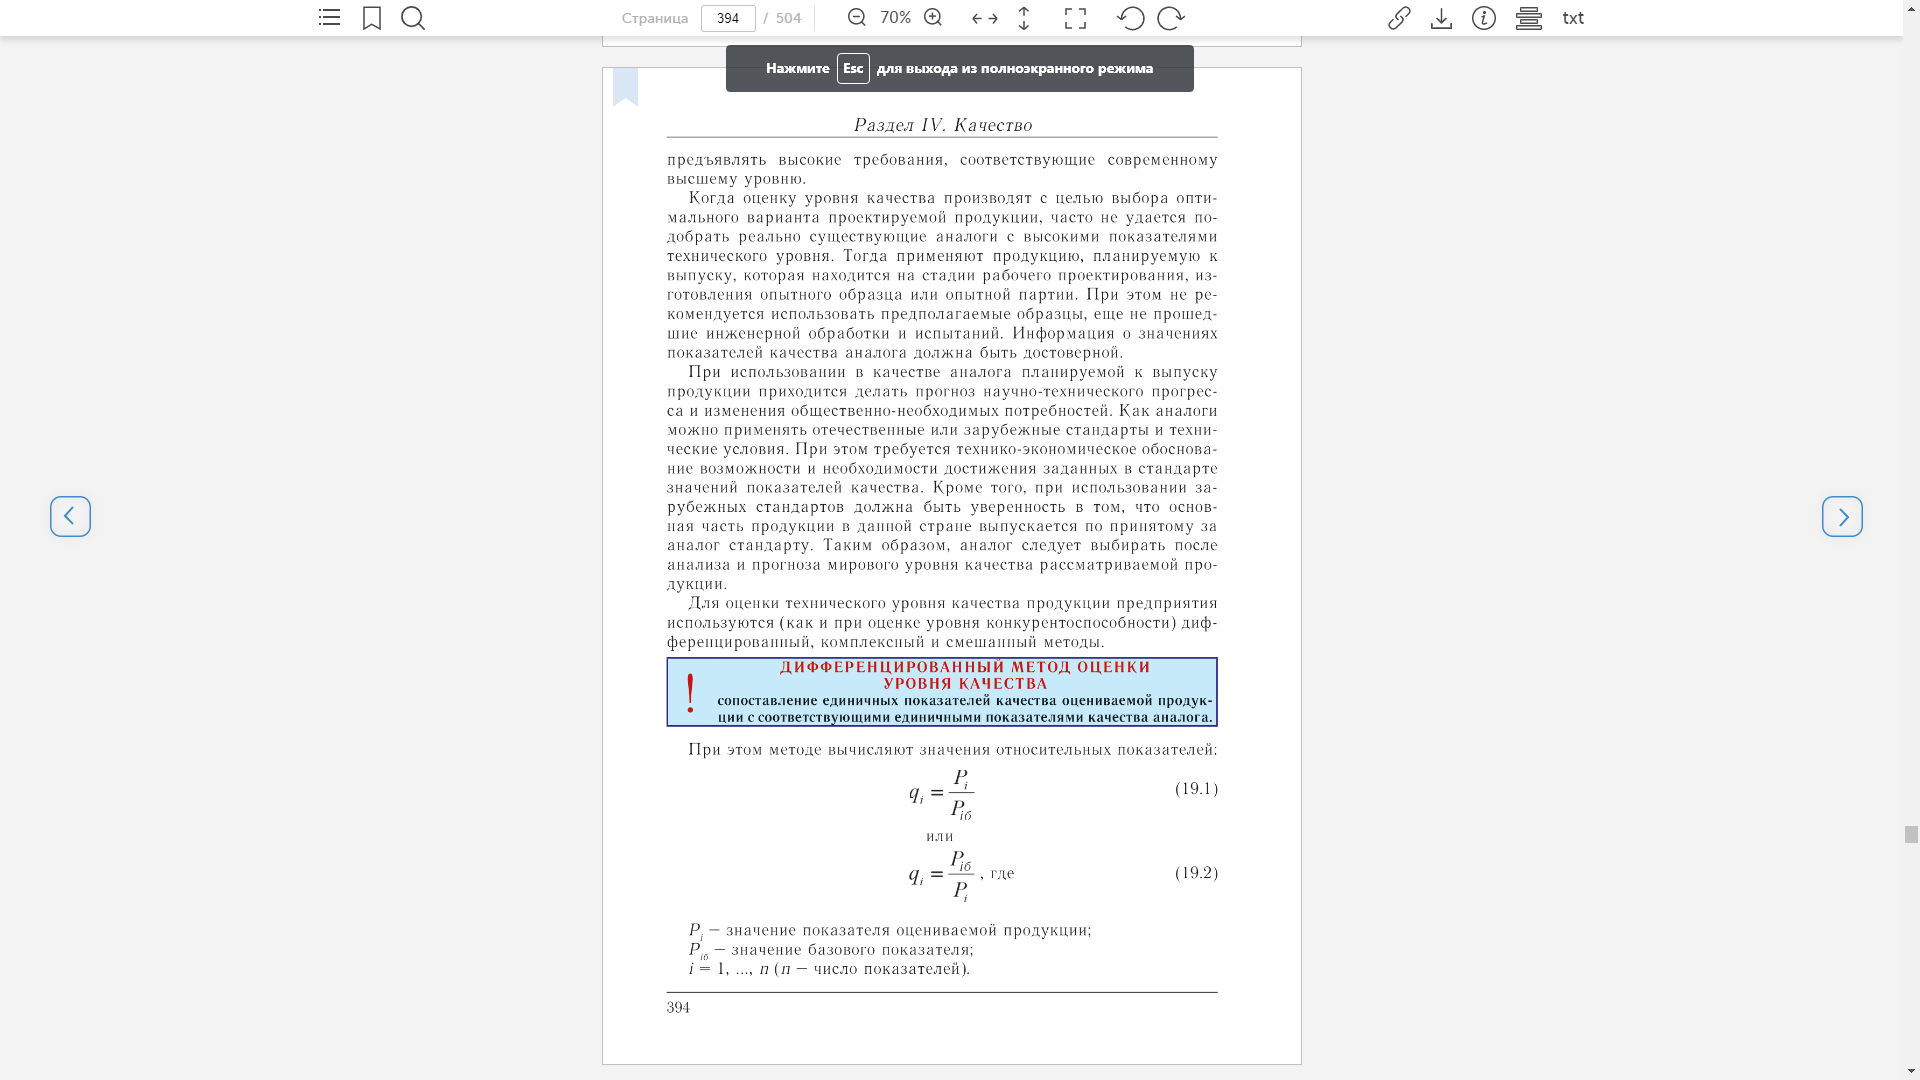 Страница 394 / 504 70% txt
Нажмите Esc для выхода из полноэкранного режима
Раздел IV. Качество
предъявлять высокие требования, соответствующие современному
высшему уровню.
Когда оценку уровня качества производят с целью выбора опти-
мального варианта проектируемой продукции, часто не удается по-
добрать реально существующие аналоги с высокими показателями
технического уровня. Тогда применяют продукцию, планируемую к
выпуску, которая находится на стадии рабочего проектирования, из-
готовления опытного образца или опытной партии. При этом не ре-
комендуется использовать предполагаемые образцы, еще не прошед-
шие инженерной обработки и испытаний. Информация о значениях
показателей качества аналога должна быть достоверной.
При использовании в качестве аналога планируемой к выпуску
продукции приходится делать прогноз научно-технического прогрес-
са и изменения общественно-необходимых потребностей. Как аналоги
можно применять отечественные или зарубежные стандарты и техни-
ческие условия. При этом требуется технико-экономическое обоснова-
ние возможности и необходимости достижения заданных в стандарте
значений показателей качества. Кроме того, при использовании за-
рубежных стандартов должна быть уверенность в том, что основ-
ная часть продукции в данной стране выпускается по принятому за
аналог стандарту. Таким образом, аналог следует выбирать после
анализа и прогноза мирового уровня качества рассматриваемой про-
дукции.
Для оценки технического уровня качества продукции предприятия
используются (как и при оценке уровня конкурентоспособности) диф-
ференцированный, комплексный и смешанный методы.
ДИФФЕРЕНЦИРОВАННЫЙ МЕТОД ОЦЕНКИ
УРОВНЯ КАЧЕСТВА
! сопоставление единичных показателей качества оцениваемой продук-
ции с соответствующими единичными показателями качества аналога.
При этом методе вычисляют значения относительных показателей:
q_i = P_i / P_iб (19.1)
или
q_i = P_iб / P_i , где (19.2)
P_i – значение показателя оцениваемой продукции;
P_iб – значение базового показателя;
i = 1, ..., n (n – число показателей).
394